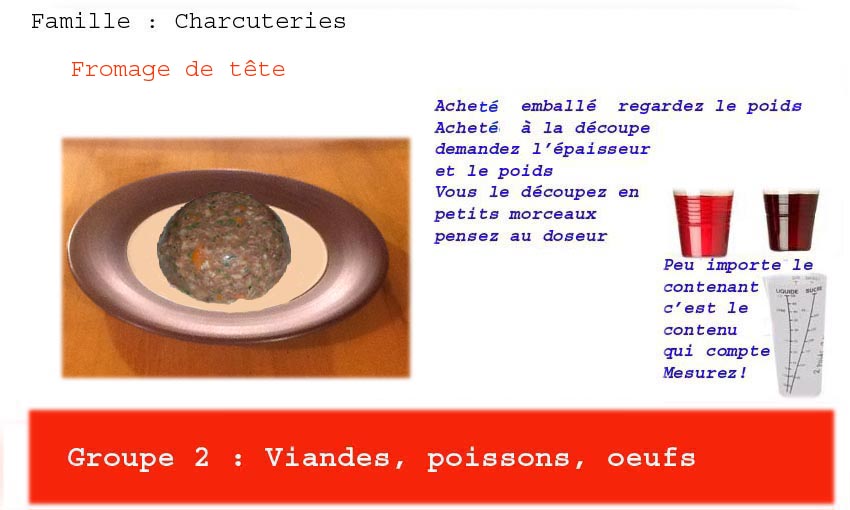 Famille : Charcuteries
Fromage de tête
Acheté emballé regardez le poids
Acheté à la découpe
demandez l'épaisseur
et le poids
Vous le découpez en
petits morceaux
pensez au doseur
Peu importe le
contenant
c'est le
contenu
qui compte
Mesurez!
LIQUIDE SUCRE
Groupe 2 : Viandes, poissons, oeufs